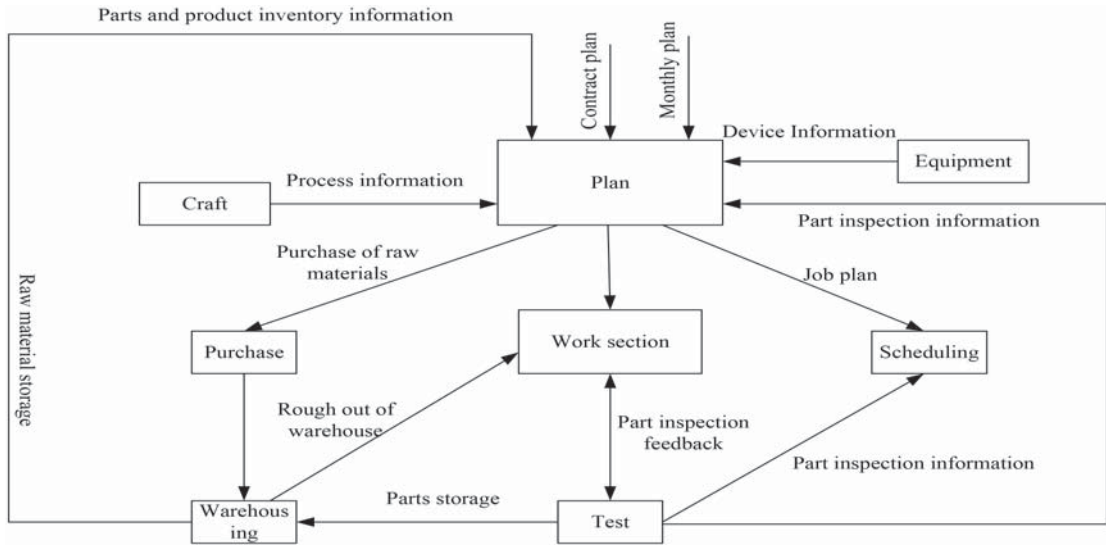 Parts and product inventory information
Contract plan
Monthly plan
Device Information
Equipment
Plan
Process information
Craft
Part inspection information
Purchase of raw
materials
Job plan
Raw material storage
Purchase
Work section
Scheduling
Rough out of
warehouse
Part inspection
feedback
Part inspection information
Parts storage
Warehous
ing
Test